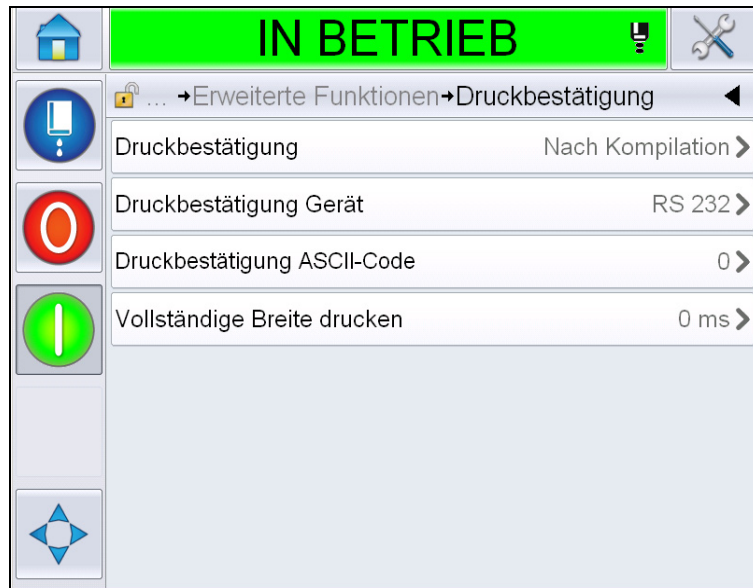 IN BETRIEB
... →Erweiterte Funktionen→Druckbestätigung
Druckbestätigung Nach Kompilation
Druckbestätigung Gerät RS 232
Druckbestätigung ASCII-Code 0
Vollständige Breite drucken 0 ms